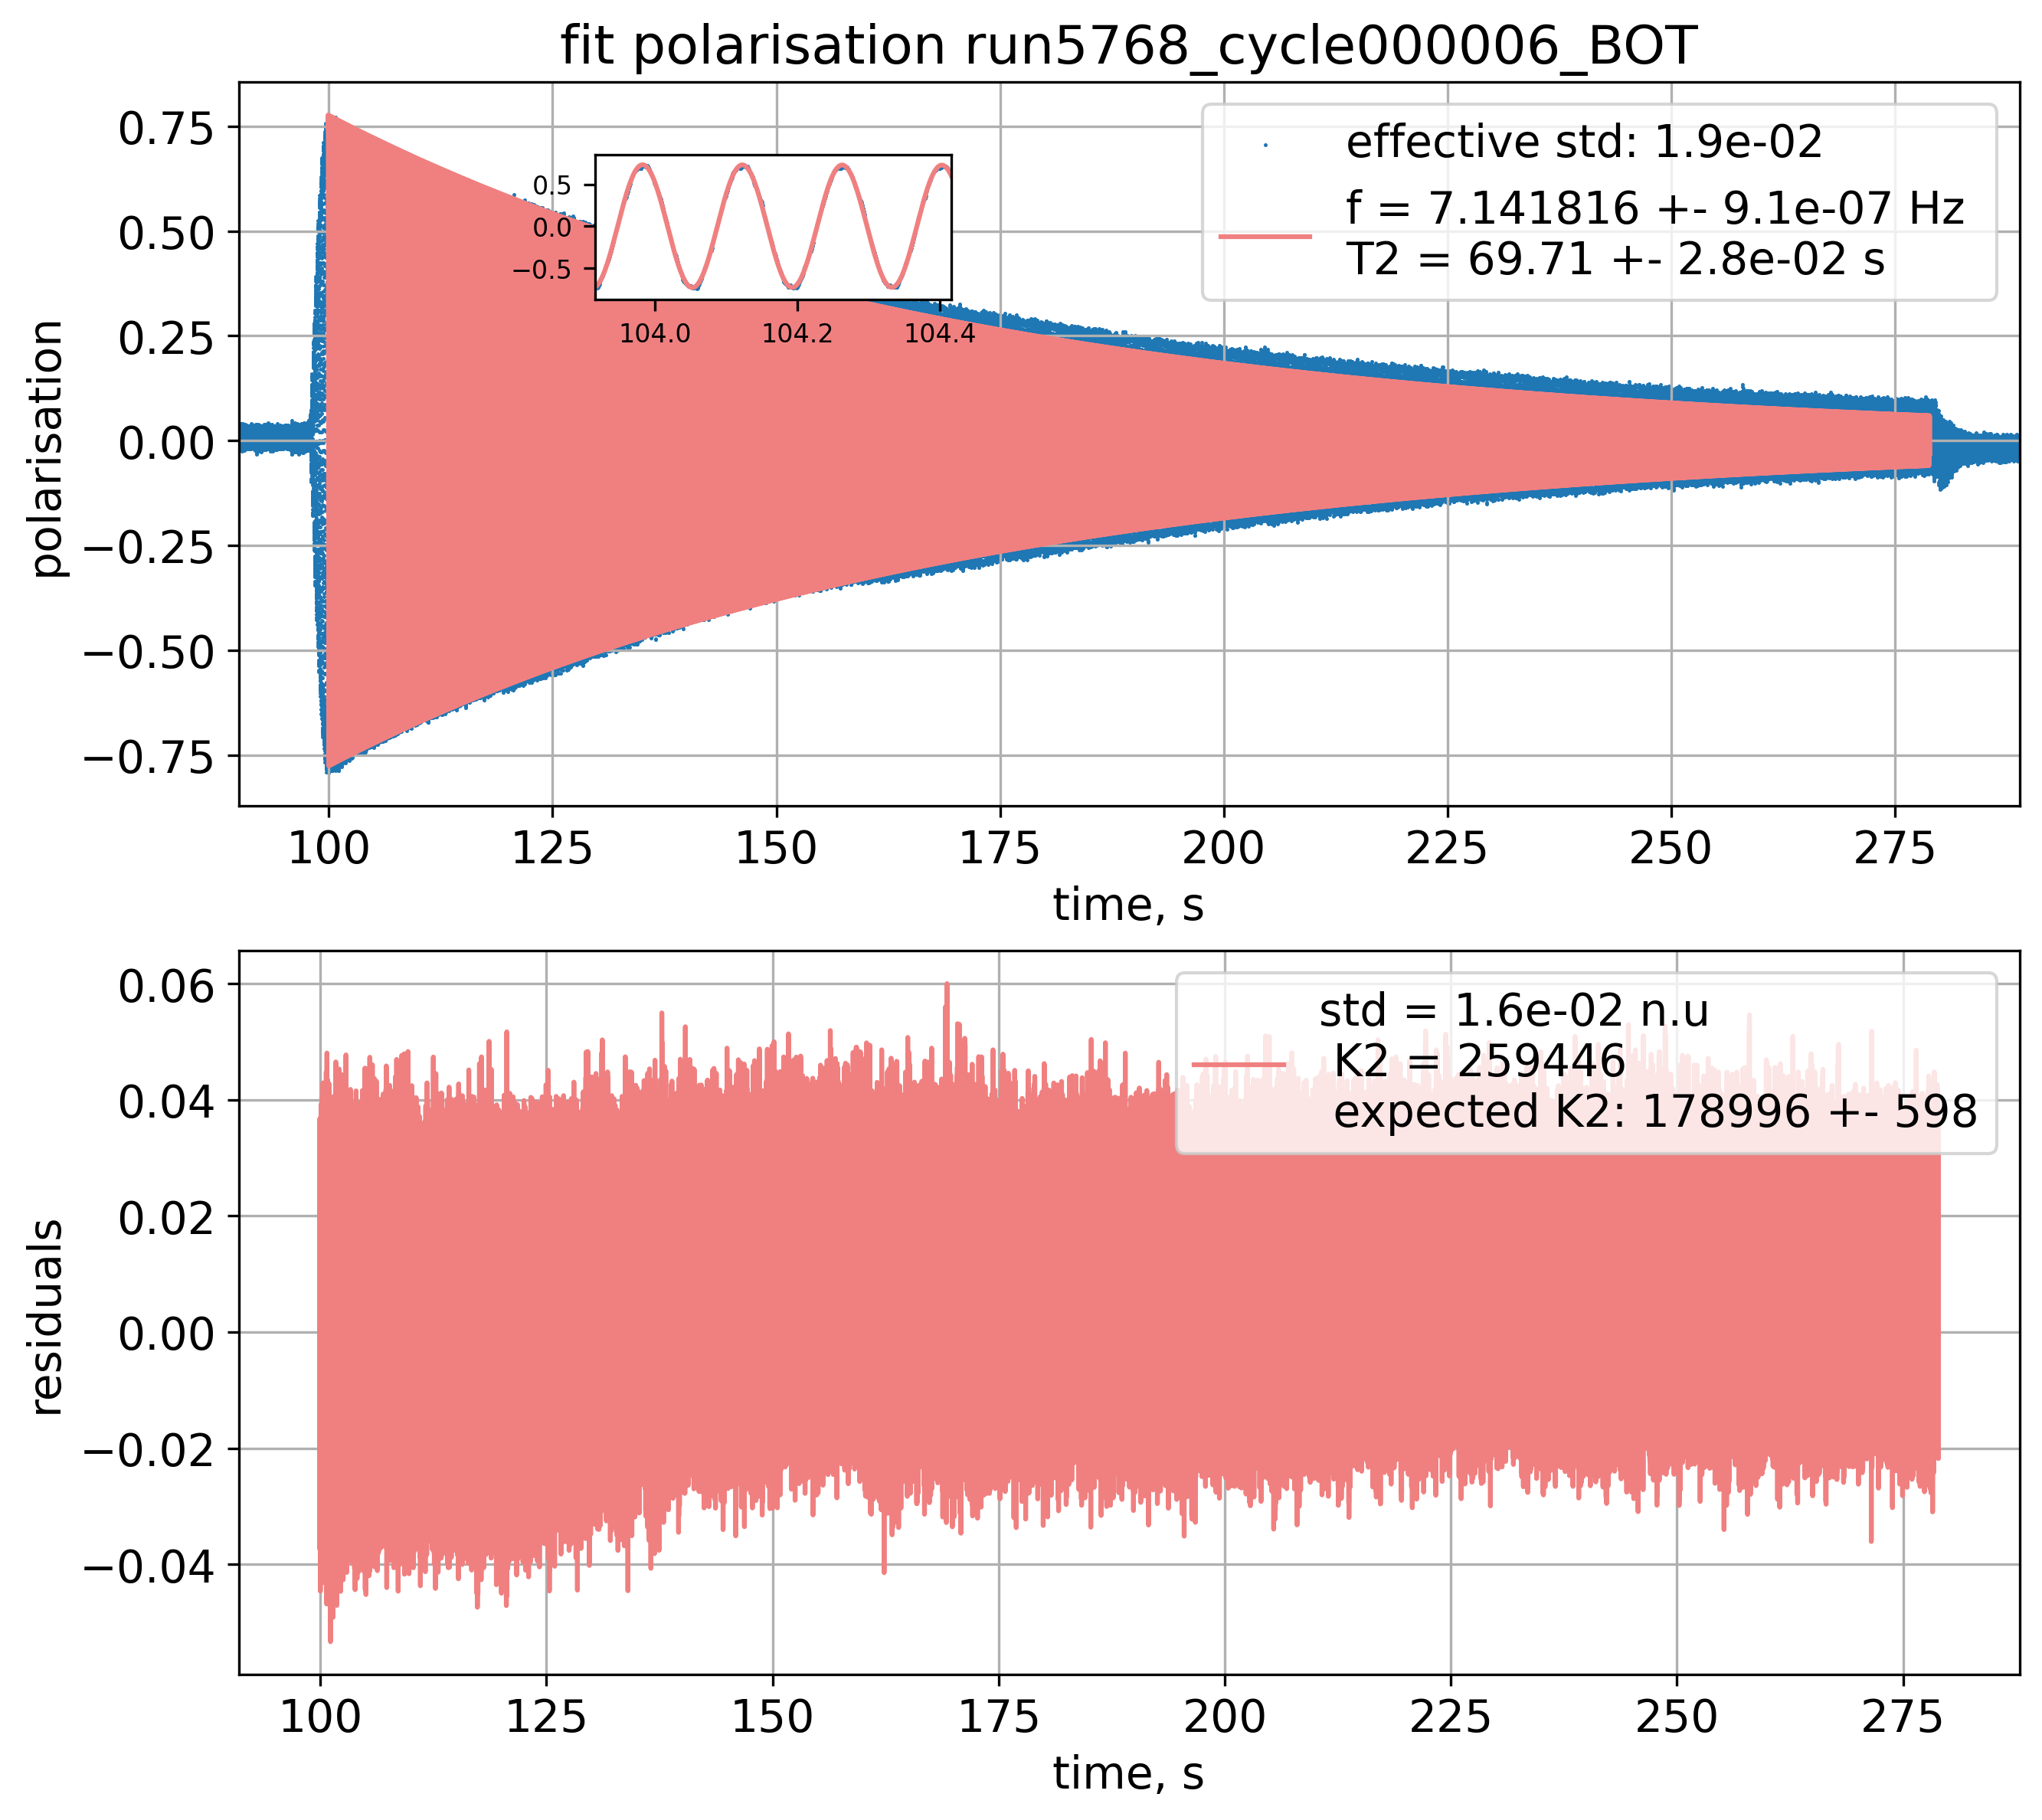 fit polarisation run5768_cycle000006_BOT
polarisation
0.75
0.50
0.25
0.00
−0.25
−0.50
−0.75
effective std: 1.9e-02
f = 7.141816 +- 9.1e-07 Hz
T2 = 69.71 +- 2.8e-02 s
0.5
0.0
−0.5
104.0 104.2 104.4
100 125 150 175 200 225 250 275
time, s
residuals
0.06
0.04
0.02
0.00
−0.02
−0.04
std = 1.6e-02 n.u
K2 = 259446
expected K2: 178996 +- 598
100 125 150 175 200 225 250 275
time, s